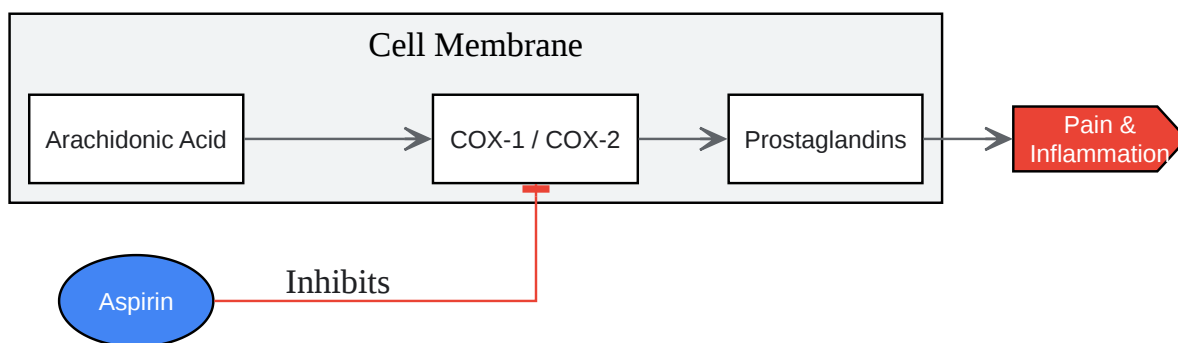 Cell Membrane
Arachidonic Acid
COX-1 / COX-2
Prostaglandins
Pain &
Inflammation
Inhibits
Aspirin